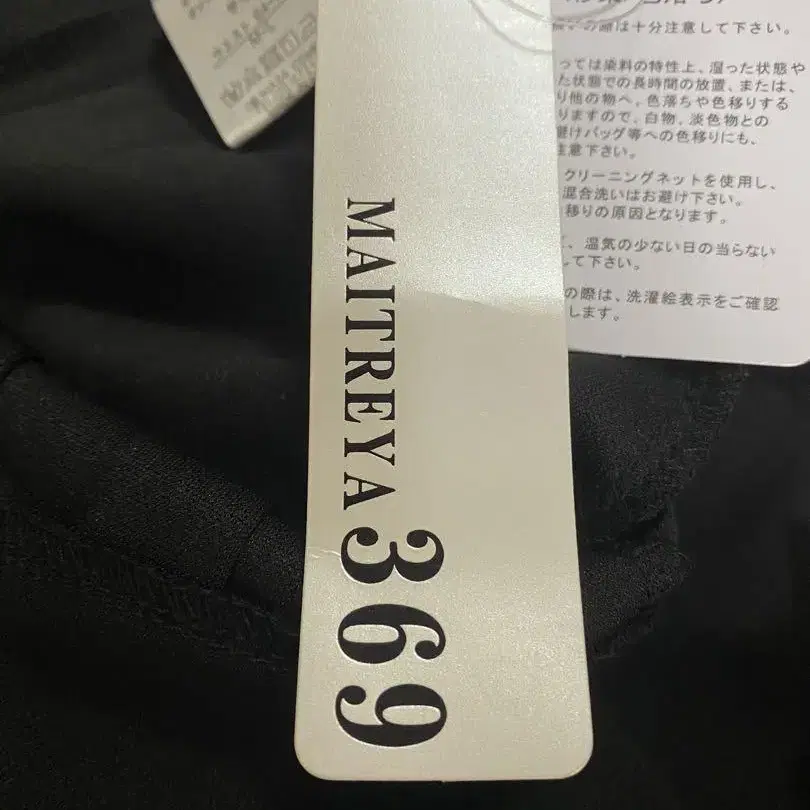 MAITREYA 369
の際は十分注意して下さい。
っては染料の特性上、湿った状態や
た状態での長時間の放置、または、
り他の物へ、色落ちや色移りする
りますので、白物、淡色物との
避けバッグ等への色移りにも、
注意下さい。
クリーニングネットを使用し、
混合洗いはお避け下さい。
移りの原因となります。
、湿気の少ない日の当らない
して下さい。
の際は、洗濯絵表示をご確認
します。